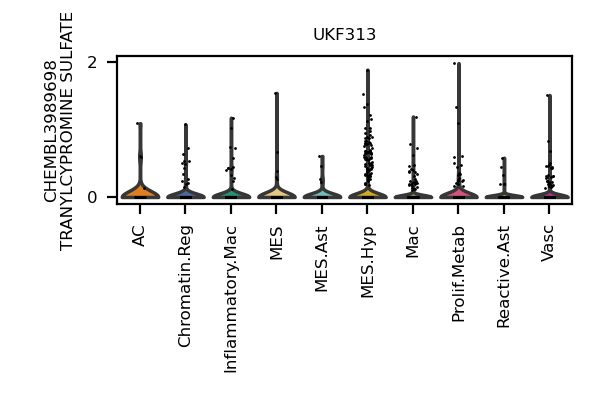 UKF313
CHEMBL3989698
TRANYLCYPROMINE SULFATE
2
0
AC
Chromatin.Reg
Inflammatory.Mac
MES
MES.Ast
MES.Hyp
Mac
Prolif.Metab
Reactive.Ast
Vasc